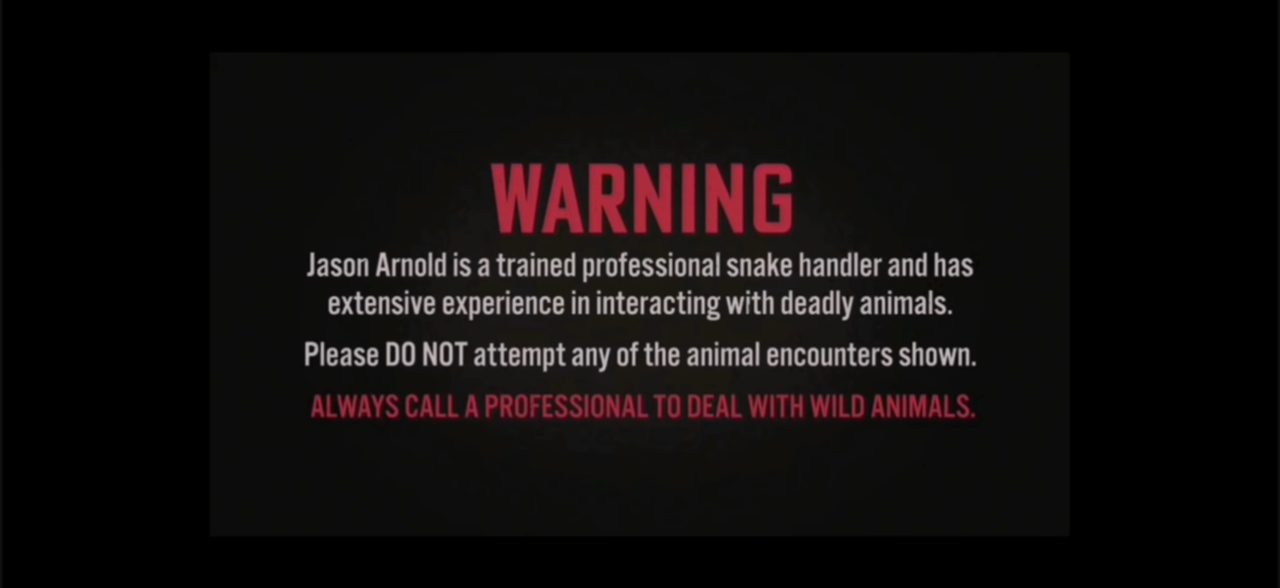 WARNING
Jason Arnold is a trained professional snake handler and has
extensive experience in interacting with deadly animals.
Please DO NOT attempt any of the animal encounters shown.
ALWAYS CALL A PROFESSIONAL TO DEAL WITH WILD ANIMALS.